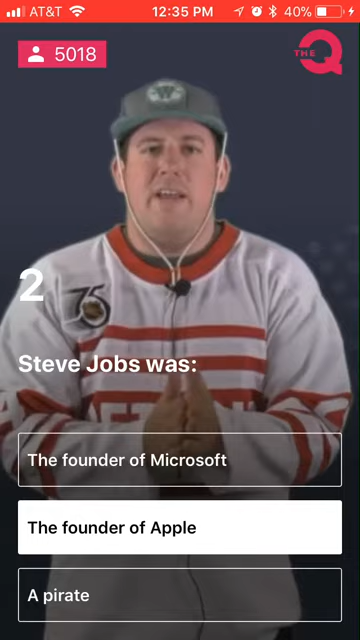 AT&T 12:35 PM 40%
5018
THE Q
2
75
Steve Jobs was:
The founder of Microsoft
The founder of Apple
A pirate